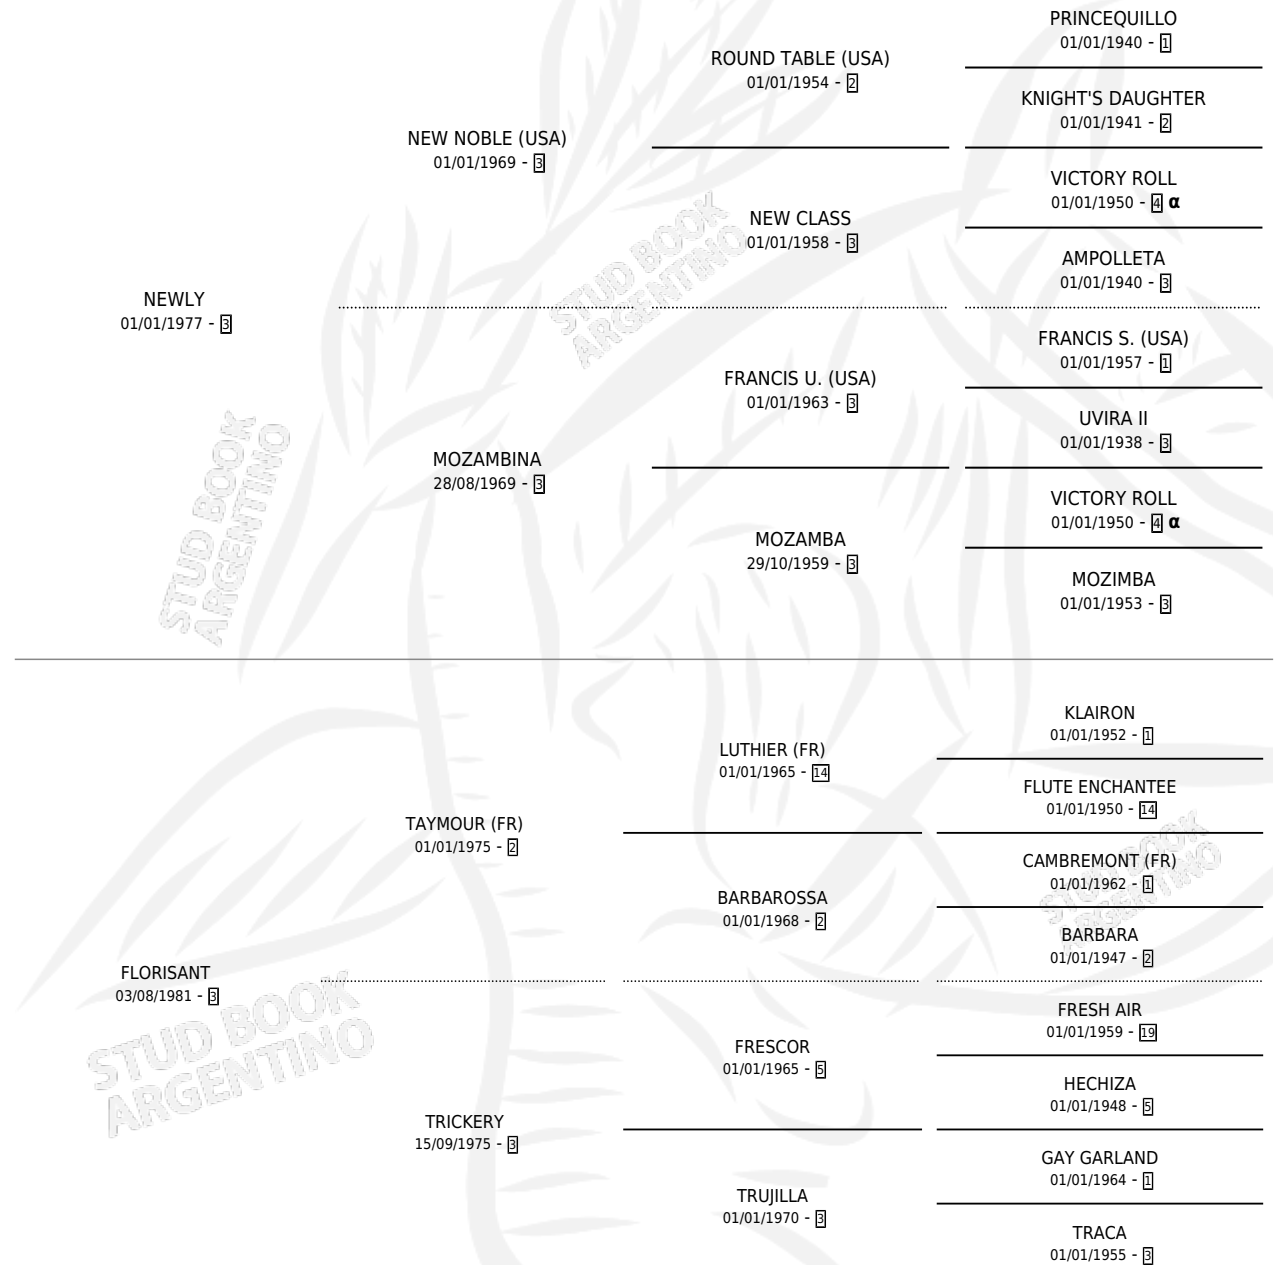 PRINCEQUILLO
01/01/1940 - 1
ROUND TABLE (USA)
01/01/1954 - 2
KNIGHT'S DAUGHTER
01/01/1941 - 2
NEW NOBLE (USA)
01/01/1969 - 3
VICTORY ROLL
01/01/1950 - 4 α
NEW CLASS
01/01/1958 - 3
AMPOLLETA
01/01/1940 - 3
NEWLY
01/01/1977 - 3
FRANCIS S. (USA)
01/01/1957 - 1
FRANCIS U. (USA)
01/01/1963 - 3
UVIRA II
01/01/1938 - 3
MOZAMBINA
28/08/1969 - 3
VICTORY ROLL
01/01/1950 - 4 α
MOZAMBA
29/10/1959 - 3
MOZIMBA
01/01/1953 - 3
KLAIRON
01/01/1952 - 1
LUTHIER (FR)
01/01/1965 - 14
FLUTE ENCHANTEE
01/01/1950 - 14
TAYMOUR (FR)
01/01/1975 - 2
CAMBREMONT (FR)
01/01/1962 - 1
BARBAROSSA
01/01/1968 - 2
BARBARA
01/01/1947 - 2
FLORISANT
03/08/1981 - 3
FRESH AIR
01/01/1959 - 19
FRESCOR
01/01/1965 - 5
HECHIZA
01/01/1948 - 5
TRICKERY
15/09/1975 - 3
GAY GARLAND
01/01/1964 - 1
TRUJILLA
01/01/1970 - 3
TRACA
01/01/1955 - 3
STUD BOOK
ARGENTINO
STUD BOOK
ARGENTINO
STUD BOOK
ARGENTINO
STUD BOOK
ARGENTINO